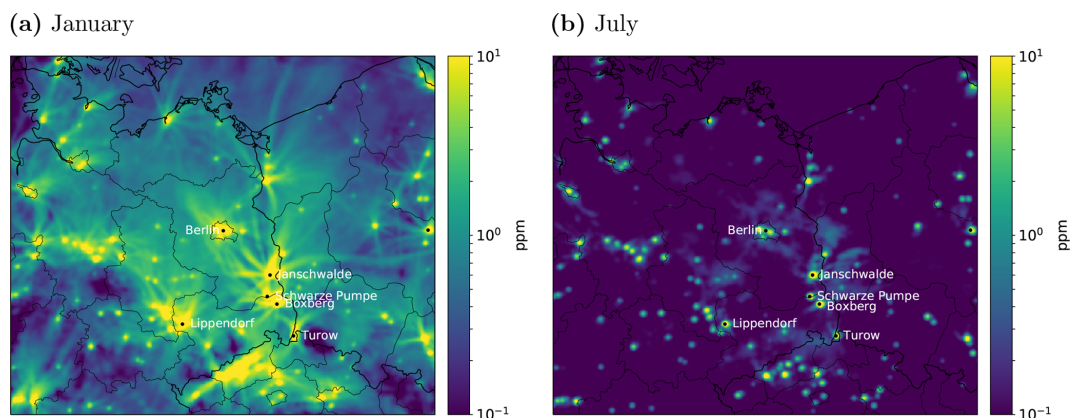 (a) January
(b) July
10¹
10⁰
10⁻¹
ppm
Berlin
Janschwalde
Schwarze Pumpe
Boxberg
Lippendorf
Turow
10¹
10⁰
10⁻¹
ppm
Berlin
Janschwalde
Schwarze Pumpe
Boxberg
Lippendorf
Turow